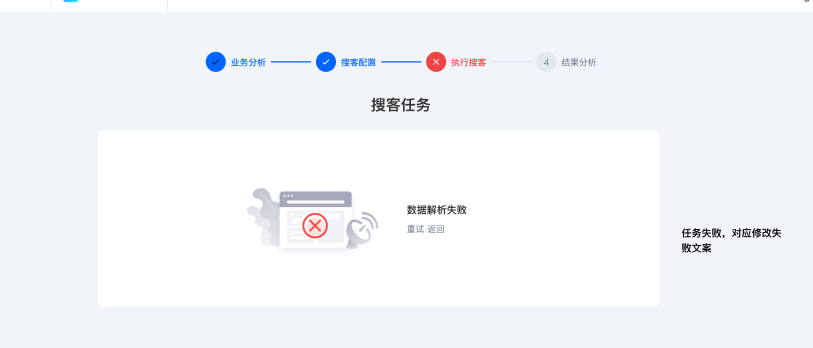 业务分析
搜客配置
执行搜客
4 结果分析
搜客任务
数据解析失败
重试 返回
任务失败，对应修改失
败文案